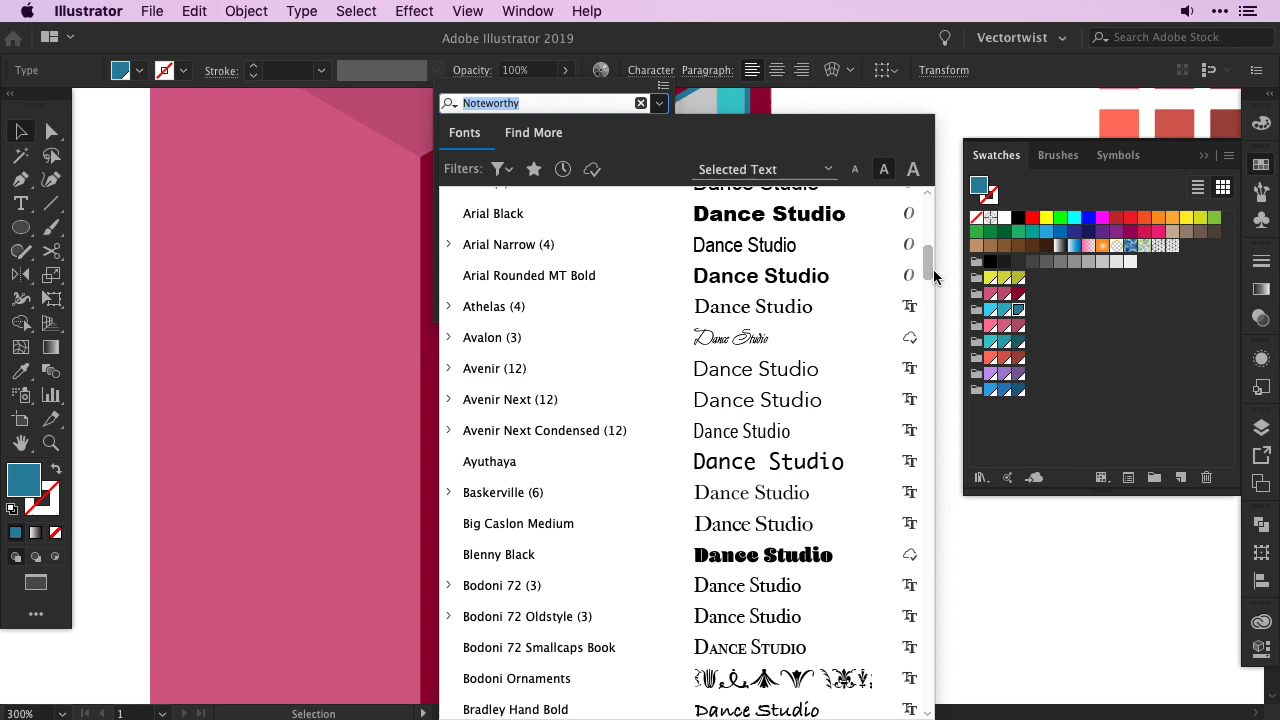 Illustrator File Edit Object Type Select Effect View Window Help
Adobe Illustrator 2019 Vectortwist Search Adobe Stock
Type Stroke: Opacity: 100% Character Paragraph: Transform
Noteworthy
Fonts Find More
Filters: Selected Text A A A
Dance Studio
Arial Black Dance Studio O
Arial Narrow (4) Dance Studio O
Arial Rounded MT Bold Dance Studio O
Athelas (4) Dance Studio
Avalon (3) Dance Studio
Avenir (12) Dance Studio
Avenir Next (12) Dance Studio
Avenir Next Condensed (12) Dance Studio
Ayuthaya Dance Studio
Baskerville (6) Dance Studio
Big Caslon Medium Dance Studio
Blenny Black Dance Studio
Bodoni 72 (3) Dance Studio
Bodoni 72 Oldstyle (3) Dance Studio
Bodoni 72 Smallcaps Book Dance Studio
Bodoni Ornaments
Bradley Hand Bold Dance Studio
Swatches Brushes Symbols
300% 1 Selection